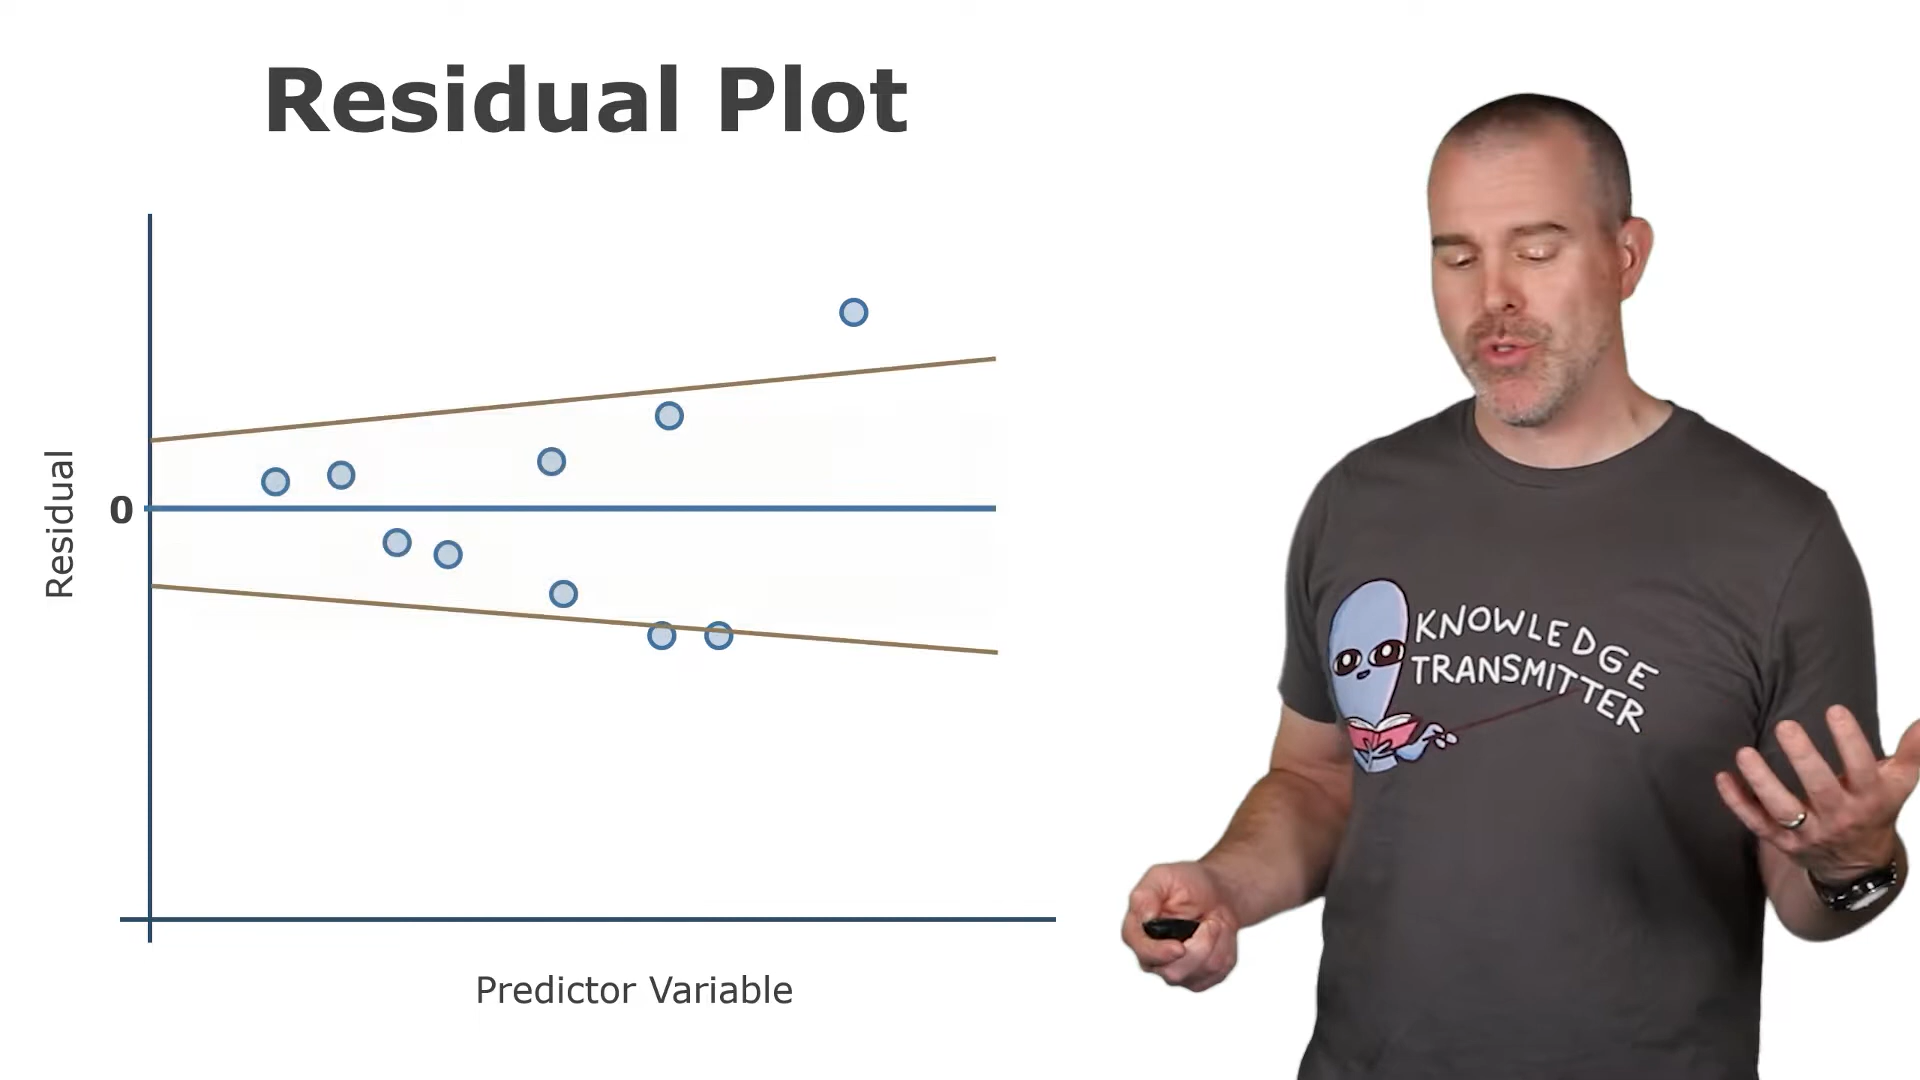 Residual Plot
Residual
0
Predictor Variable
KNOWLEDGE
TRANSMITTER